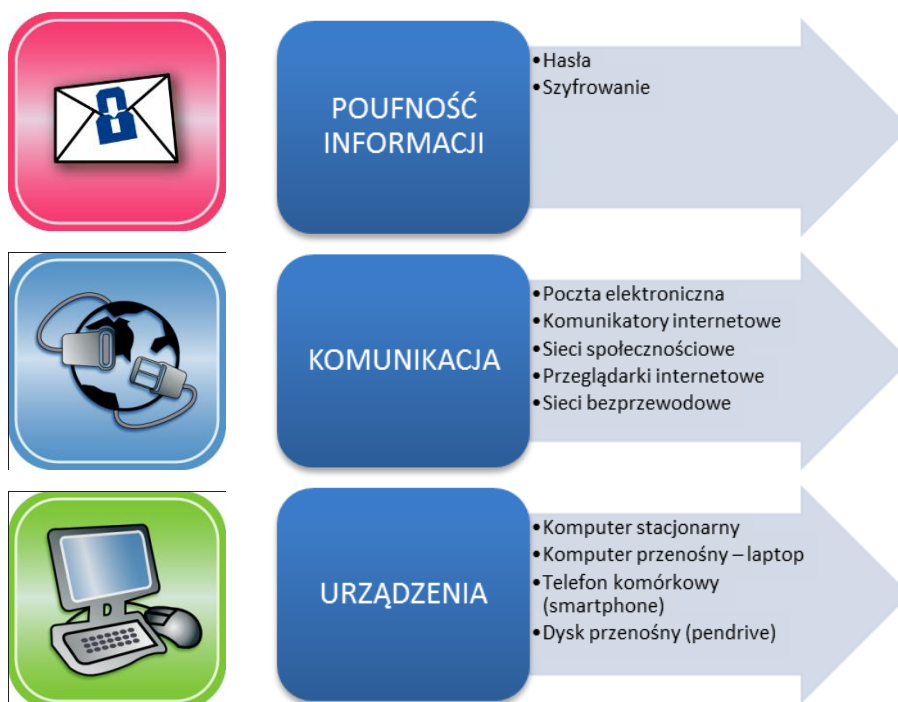 POUFNOŚĆ
INFORMACJI
•Hasła
•Szyfrowanie
KOMUNIKACJA
•Poczta elektroniczna
•Komunikatory internetowe
•Sieci społecznościowe
•Przeglądarki internetowe
•Sieci bezprzewodowe
URZĄDZENIA
•Komputer stacjonarny
•Komputer przenośny – laptop
•Telefon komórkowy
(smartphone)
•Dysk przenośny (pendrive)